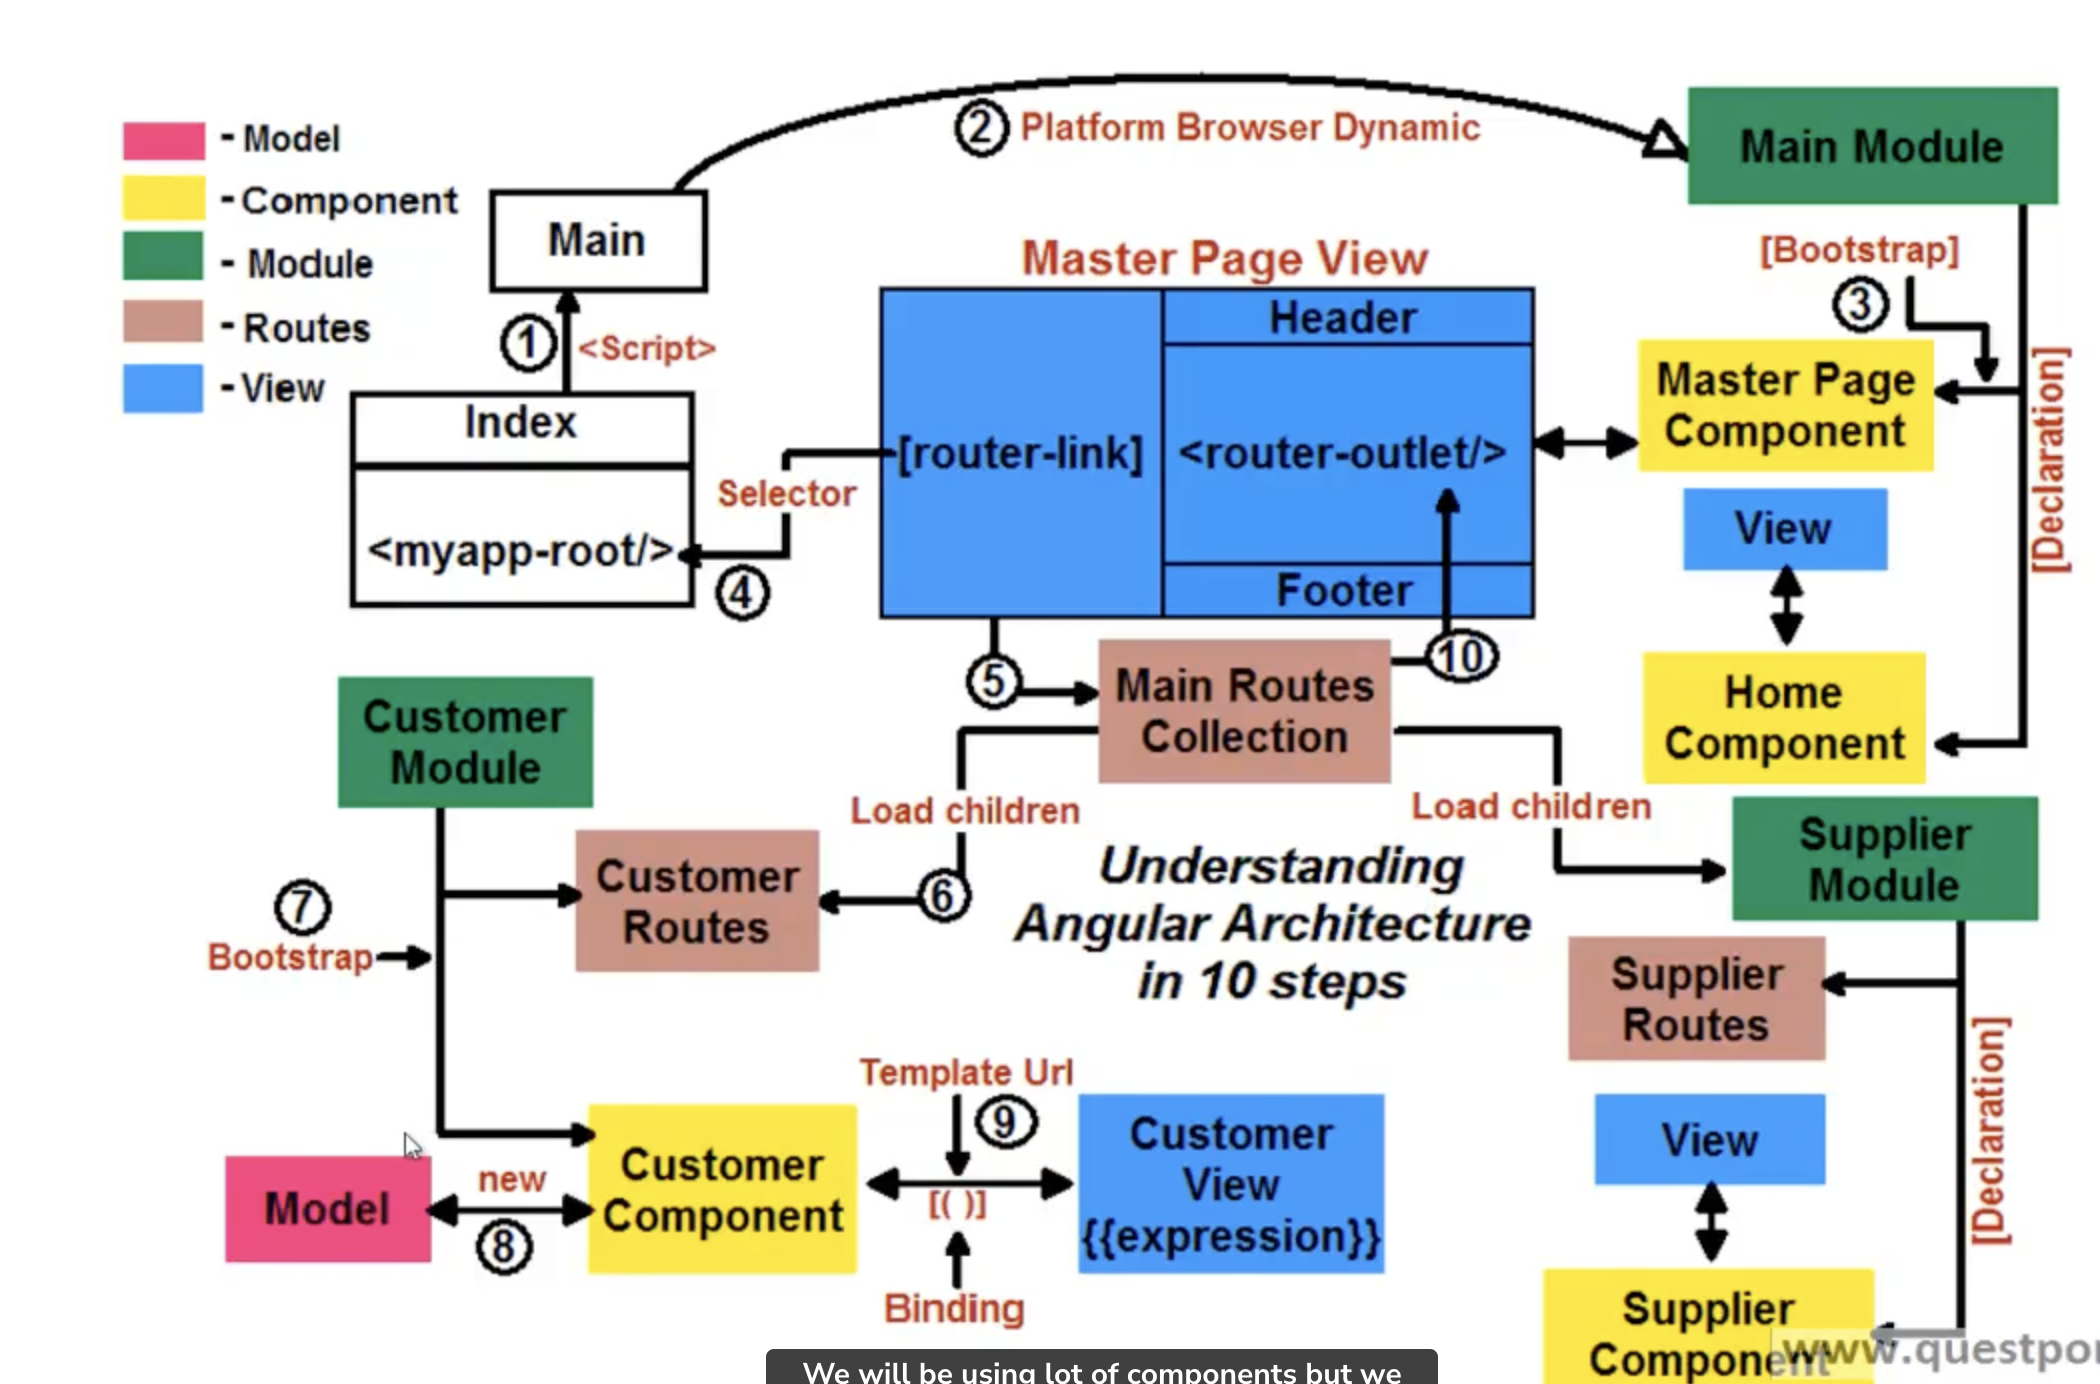 - Model
- Component
- Module
- Routes
- View
2 Platform Browser Dynamic
Main Module
Main
1 <Script>
Index
<myapp-root/>
Selector
4
Master Page View
Header
[router-link]
<router-outlet/>
Footer
[Bootstrap]
3
Master Page
Component
[Declaration]
View
Home
Component
5
Main Routes
Collection
10
Load children
Load children
6
Customer
Module
7
Bootstrap
Customer
Routes
Understanding
Angular Architecture
in 10 steps
Supplier
Module
Supplier
Routes
[Declaration]
View
Supplier
Component
Model
new
8
Customer
Component
Template Url
9
[( )]
Binding
Customer
View
{{expression}}
We will be using lot of components but we